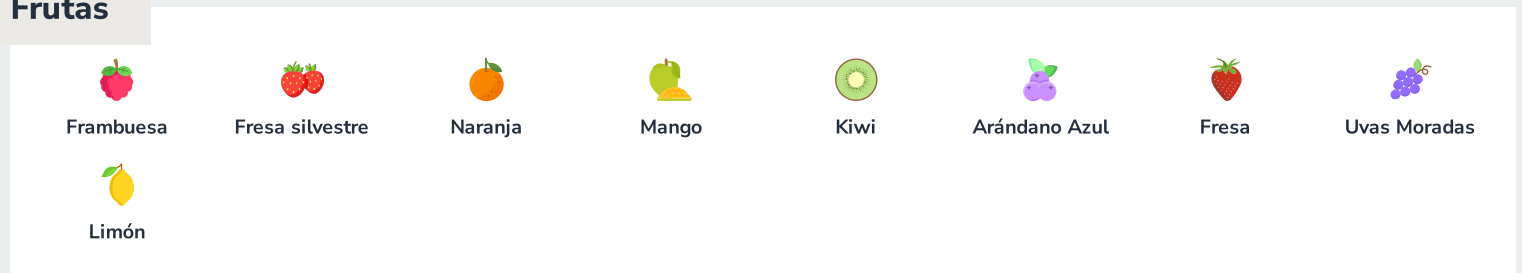 Frutas
Frambuesa
Fresa silvestre
Naranja
Mango
Kiwi
Arándano Azul
Fresa
Uvas Moradas
Limón